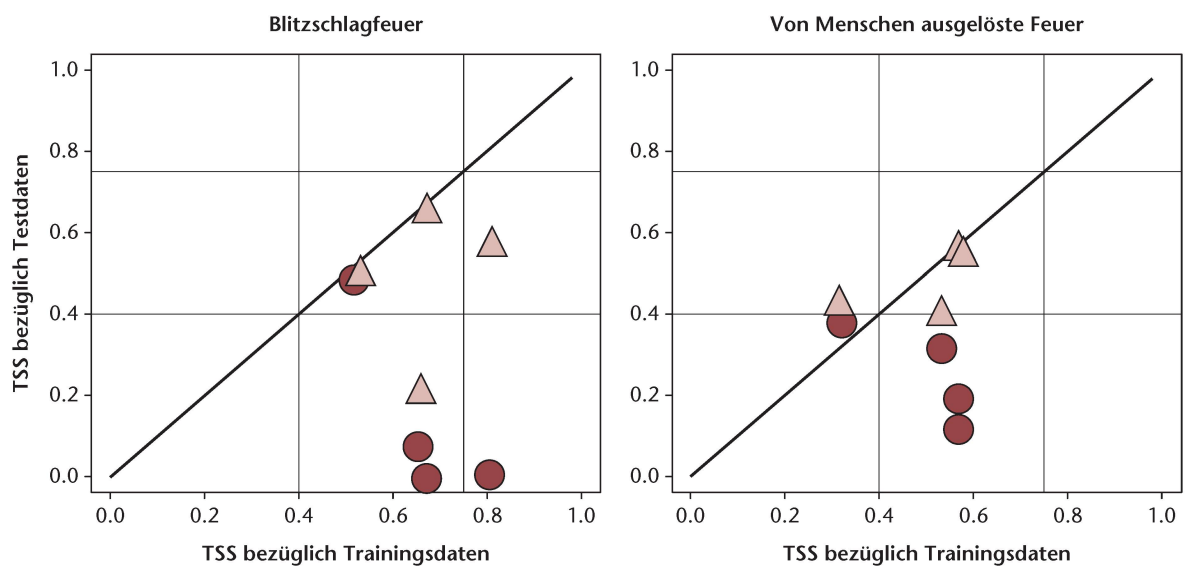 Blitzschlagfeuer
Von Menschen ausgelöste Feuer
TSS bezüglich Testdaten
1.0
0.8
0.6
0.4
0.2
0.0
0.0 0.2 0.4 0.6 0.8 1.0
TSS bezüglich Trainingsdaten
1.0
0.8
0.6
0.4
0.2
0.0
0.0 0.2 0.4 0.6 0.8 1.0
TSS bezüglich Trainingsdaten